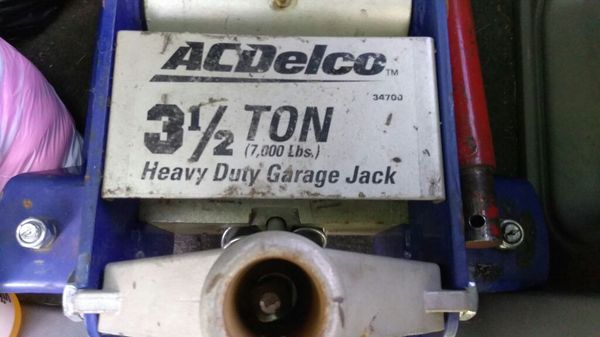 ACDelco™
34700
3½ TON
(7,000 Lbs.)
Heavy Duty Garage Jack